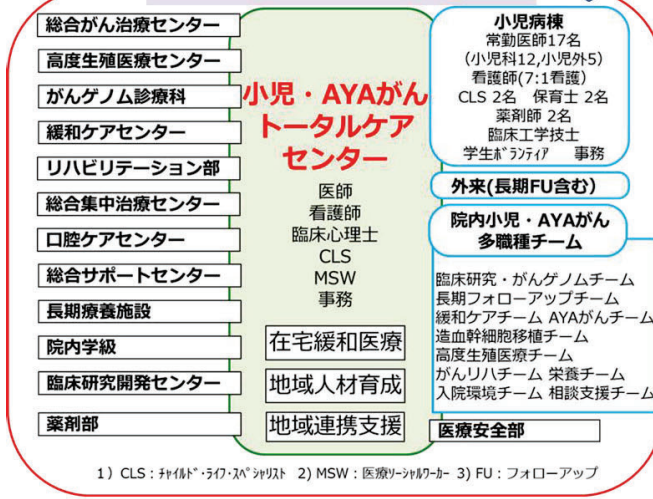 総合がん治療センター
高度生殖医療センター
がんゲノム診療科
緩和ケアセンター
リハビリテーション部
総合集中治療センター
口腔ケアセンター
総合サポートセンター
長期療養施設
院内学級
臨床研究開発センター
薬剤部
小児・AYAがん
トータルケア
センター
医師
看護師
臨床心理士
CLS
MSW
事務
在宅緩和医療
地域人材育成
地域連携支援
小児病棟
常勤医師17名
(小児科12,小児外5)
看護師(7:1看護)
CLS 2名 保育士 2名
薬剤師 2名
臨床工学技士
学生ﾎﾞﾗﾝﾃｨｱ 事務
外来(長期FU含む)
院内小児・AYAがん
多職種チーム
臨床研究・がんゲノムチーム
長期フォローアップチーム
緩和ケアチーム AYAがんチーム
造血幹細胞移植チーム
高度生殖医療チーム
がんリハチーム 栄養チーム
入院環境チーム 相談支援チーム
医療安全部
1) CLS：ﾁｬｲﾙﾄﾞ･ﾗｲﾌ･ｽﾍﾟｼｬﾘｽﾄ 2) MSW：医療ｿｰｼｬﾙﾜｰｶｰ 3) FU：フォローアップ